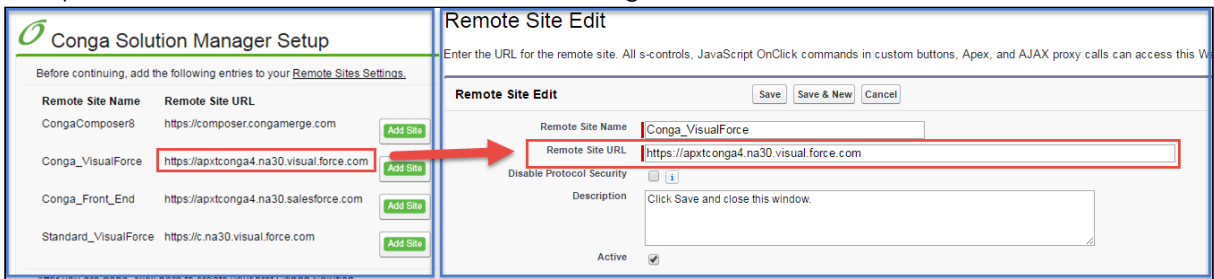 Conga Solution Manager Setup
Before continuing, add the following entries to your Remote Sites Settings.
Remote Site Name Remote Site URL
CongaComposer8 https://composer.congamerge.com Add Site
Conga_VisualForce https://apxtconga4.na30.visual.force.com Add Site
Conga_Front_End https://apxtconga4.na30.salesforce.com Add Site
Standard_VisualForce https://c.na30.visual.force.com Add Site
Remote Site Edit
Enter the URL for the remote site. All s-controls, JavaScript OnClick commands in custom buttons, Apex, and AJAX proxy calls can access this W
Remote Site Edit Save Save & New Cancel
Remote Site Name Conga_VisualForce
Remote Site URL https://apxtconga4.na30.visual.force.com
Disable Protocol Security i
Description Click Save and close this window.
Active